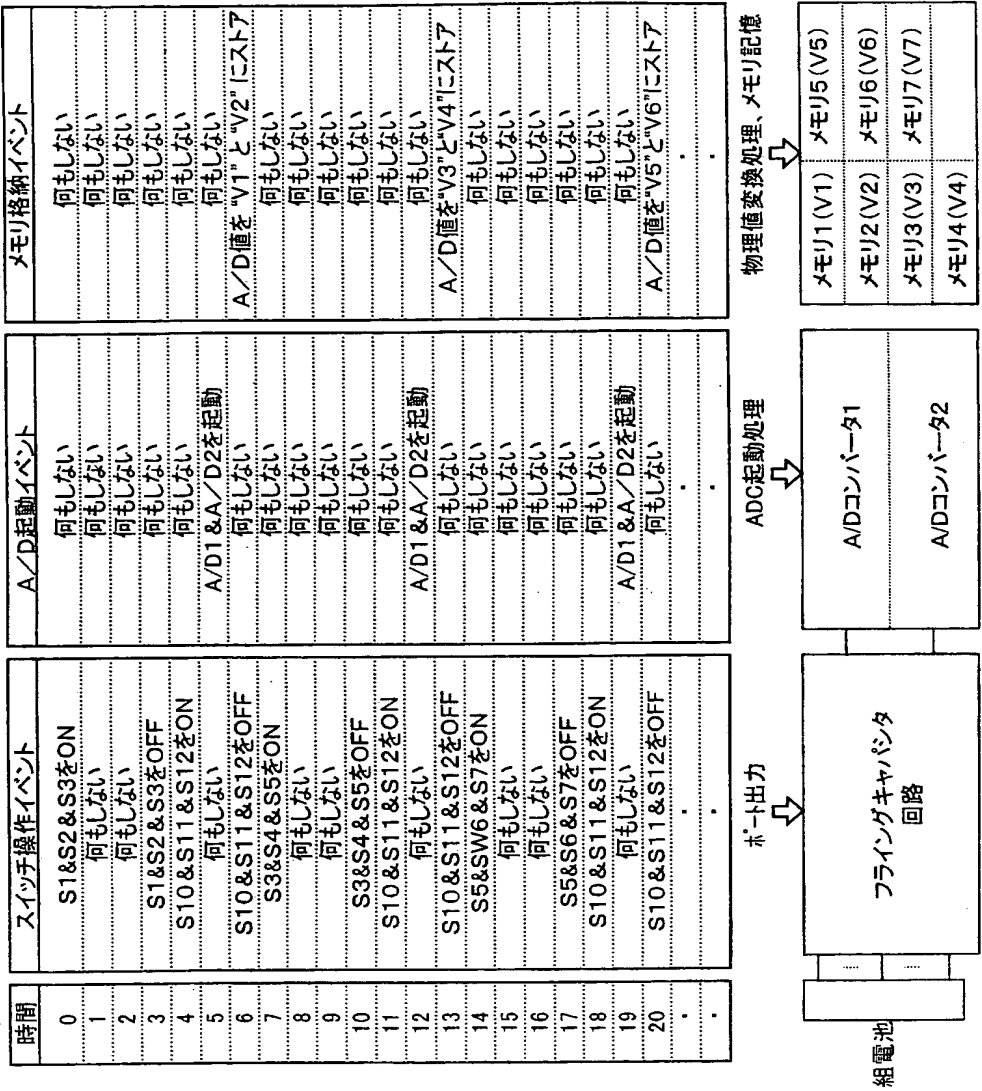 時間
0
1
2
3
4
5
6
7
8
9
10
11
12
13
14
15
16
17
18
19
20
・
・
スイッチ操作イベント
S1&S2&S3をON
何もしない
何もしない
S1&S2&S3をOFF
S10&S11&S12をON
何もしない
S10&S11&S12をOFF
S3&S4&S5をON
何もしない
何もしない
S3&S4&S5をOFF
S10&S11&S12をON
何もしない
S10&S11&S12をOFF
S5&SW6&S7をON
何もしない
何もしない
S5&S6&S7をOFF
S10&S11&S12をON
何もしない
S10&S11&S12をOFF
・
・
A/D起動イベント
何もしない
何もしない
何もしない
何もしない
何もしない
A/D1&A/D2を起動
何もしない
何もしない
何もしない
何もしない
何もしない
何もしない
A/D1&A/D2を起動
何もしない
何もしない
何もしない
何もしない
何もしない
何もしない
A/D1&A/D2を起動
何もしない
・
・
メモリ格納イベント
何もしない
何もしない
何もしない
何もしない
何もしない
何もしない
A/D値を "V1" と "V2" にストア
何もしない
何もしない
何もしない
何もしない
何もしない
何もしない
A/D値を"V3"とV4"にストア
何もしない
何もしない
何もしない
何もしない
何もしない
何もしない
A/D値を"V5"と"V6"にストア
・
・
ポート出力
ADC起動処理
物理値変換処理、メモリ記憶
組電池
フライングキャパシタ
回路
A/Dコンバータ1
A/Dコンバータ2
メモリ1(V1)
メモリ5(V5)
メモリ2(V2)
メモリ6(V6)
メモリ3(V3)
メモリ7(V7)
メモリ4(V4)